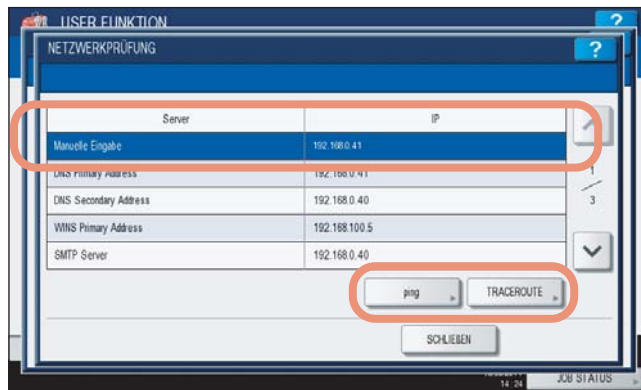 USER FUNKTION ?
NETZWERKPRÜFUNG ?
Server IP
Manuelle Eingabe 192.168.0.41
DNS Primary Address 192.168.0.41
DNS Secondary Address 192.168.0.40
WINS Primary Address 192.168.100.5
SMTP Server 192.168.0.40
1
3
ping TRACEROUTE
SCHLIEßEN
14:24 JOB STATUS